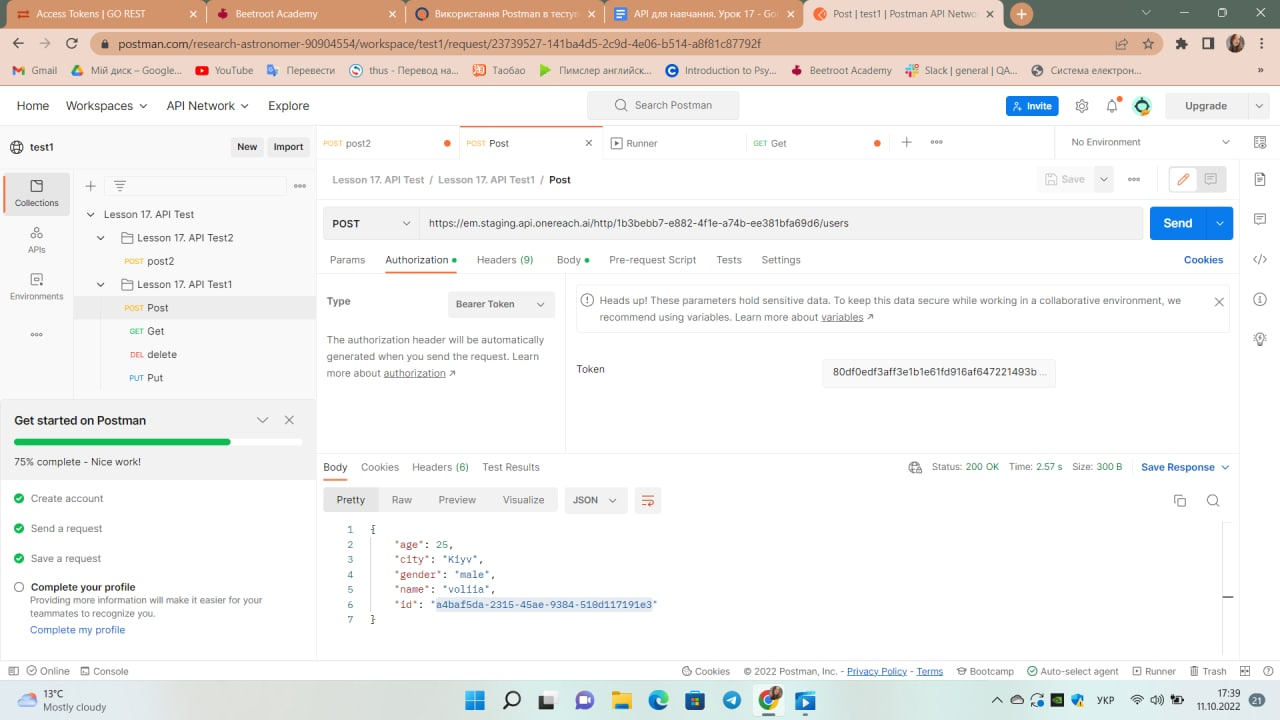 Access Tokens | GO REST
Beetroot Academy
Використання Postman в тестув
API для навчання. Урок 17 - Goo
Post | test1 | Postman API Netwo
postman.com/research-astronomer-90904554/workspace/test1/request/23739527-141ba4d5-2c9d-4e06-b514-a8f81c87792f
Gmail
Мій диск – Google...
YouTube
Перевести
thus - Перевод на...
Таобао
Пимслер английск...
Introduction to Psy...
Beetroot Academy
Slack | general | QA...
Система електрон...
»
Home
Workspaces
API Network
Explore
Search Postman
Invite
Upgrade
test1
New
Import
POST post2
POST Post
Runner
GET Get
No Environment
Collections
APIs
Environments
Lesson 17. API Test
Lesson 17. API Test2
POST post2
Lesson 17. API Test1
POST Post
GET Get
DEL delete
PUT Put
Lesson 17. API Test / Lesson 17. API Test1 / Post
Save
POST
https://em.staging.api.onereach.ai/http/1b3bebb7-e882-4f1e-a74b-ee381bfa69d6/users
Send
Params
Authorization
Headers (9)
Body
Pre-request Script
Tests
Settings
Cookies
Type
Bearer Token
The authorization header will be automatically
generated when you send the request. Learn
more about authorization ↗
Heads up! These parameters hold sensitive data. To keep this data secure while working in a collaborative environment, we
recommend using variables. Learn more about variables ↗
Token
80df0edf3aff3e1b1e61fd916af647221493b...
Get started on Postman
75% complete - Nice work!
Create account
Send a request
Save a request
Complete your profile
Providing more information will make it easier for your
teammates to recognize you.
Complete my profile
Body
Cookies
Headers (6)
Test Results
Status: 200 OK
Time: 2.57 s
Size: 300 B
Save Response
Pretty
Raw
Preview
Visualize
JSON
1 {
2 "age": 25,
3 "city": "Kiyv",
4 "gender": "male",
5 "name": "voliia",
6 "id": "a4baf5da-2315-45ae-9384-510d117191e3"
7 }
Online
Console
Cookies
© 2022 Postman, Inc. - Privacy Policy - Terms
Bootcamp
Auto-select agent
Runner
Trash
13°C
Mostly cloudy
УКР
17:39
11.10.2022
21